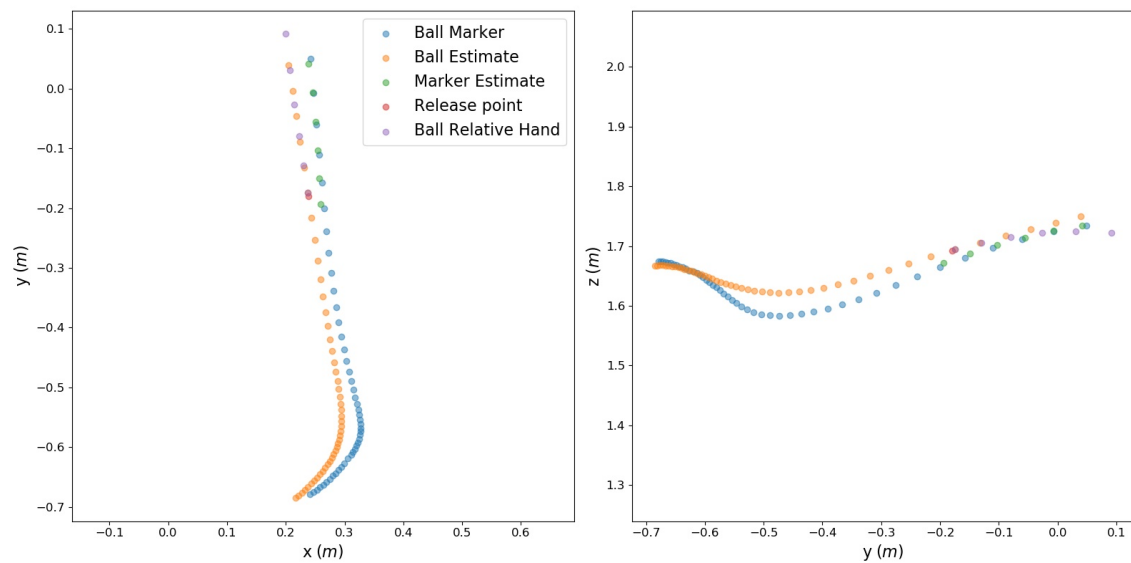 0.1
0.0
−0.1
−0.2
−0.3
−0.4
−0.5
−0.6
−0.7
y (m)
−0.1 0.0 0.1 0.2 0.3 0.4 0.5 0.6
x (m)
Ball Marker
Ball Estimate
Marker Estimate
Release point
Ball Relative Hand
2.0
1.9
1.8
1.7
1.6
1.5
1.4
1.3
z (m)
−0.7 −0.6 −0.5 −0.4 −0.3 −0.2 −0.1 0.0 0.1
y (m)